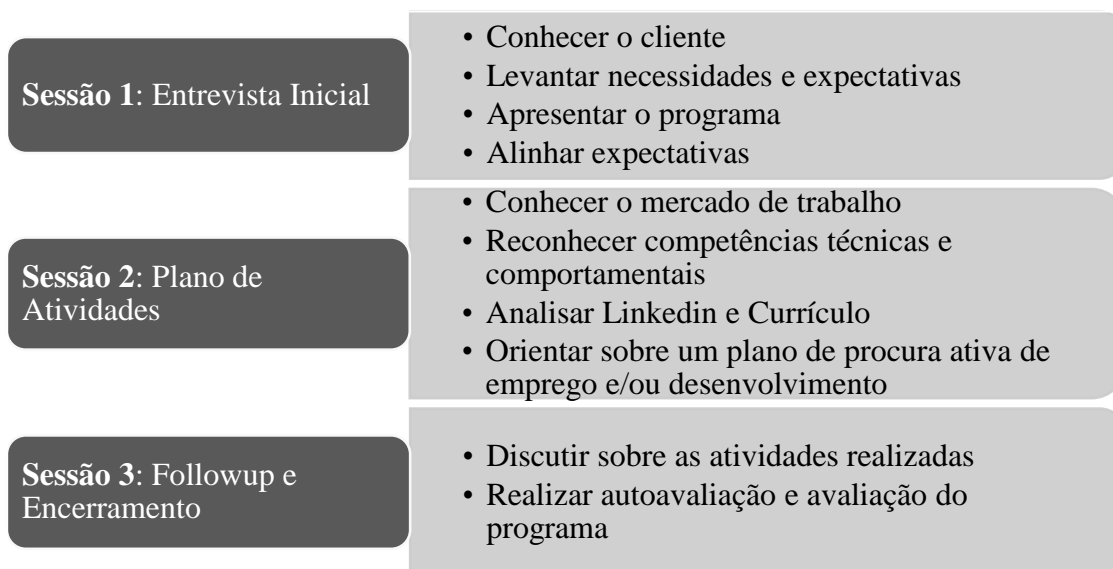 Sessão 1: Entrevista Inicial
• Conhecer o cliente
• Levantar necessidades e expectativas
• Apresentar o programa
• Alinhar expectativas
Sessão 2: Plano de
Atividades
• Conhecer o mercado de trabalho
• Reconhecer competências técnicas e
comportamentais
• Analisar Linkedin e Currículo
• Orientar sobre um plano de procura ativa de
emprego e/ou desenvolvimento
Sessão 3: Followup e
Encerramento
• Discutir sobre as atividades realizadas
• Realizar autoavaliação e avaliação do
programa